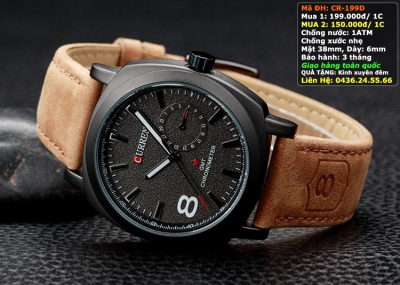 Mã ĐH: CR-199D
Mua 1: 199.000đ/ 1C
MUA 2: 150.000đ/ 1C
Chống nước: 1ATM
Chống xước nhẹ
Mặt 38mm, Dây: 6mm
Bảo hành: 3 tháng
Giao hàng toàn quốc
QUÀ TẶNG: Kính xuyên đêm
Liên Hệ: 0436.24.55.66
CURREN
GMT
CHRONOMETER
8
8